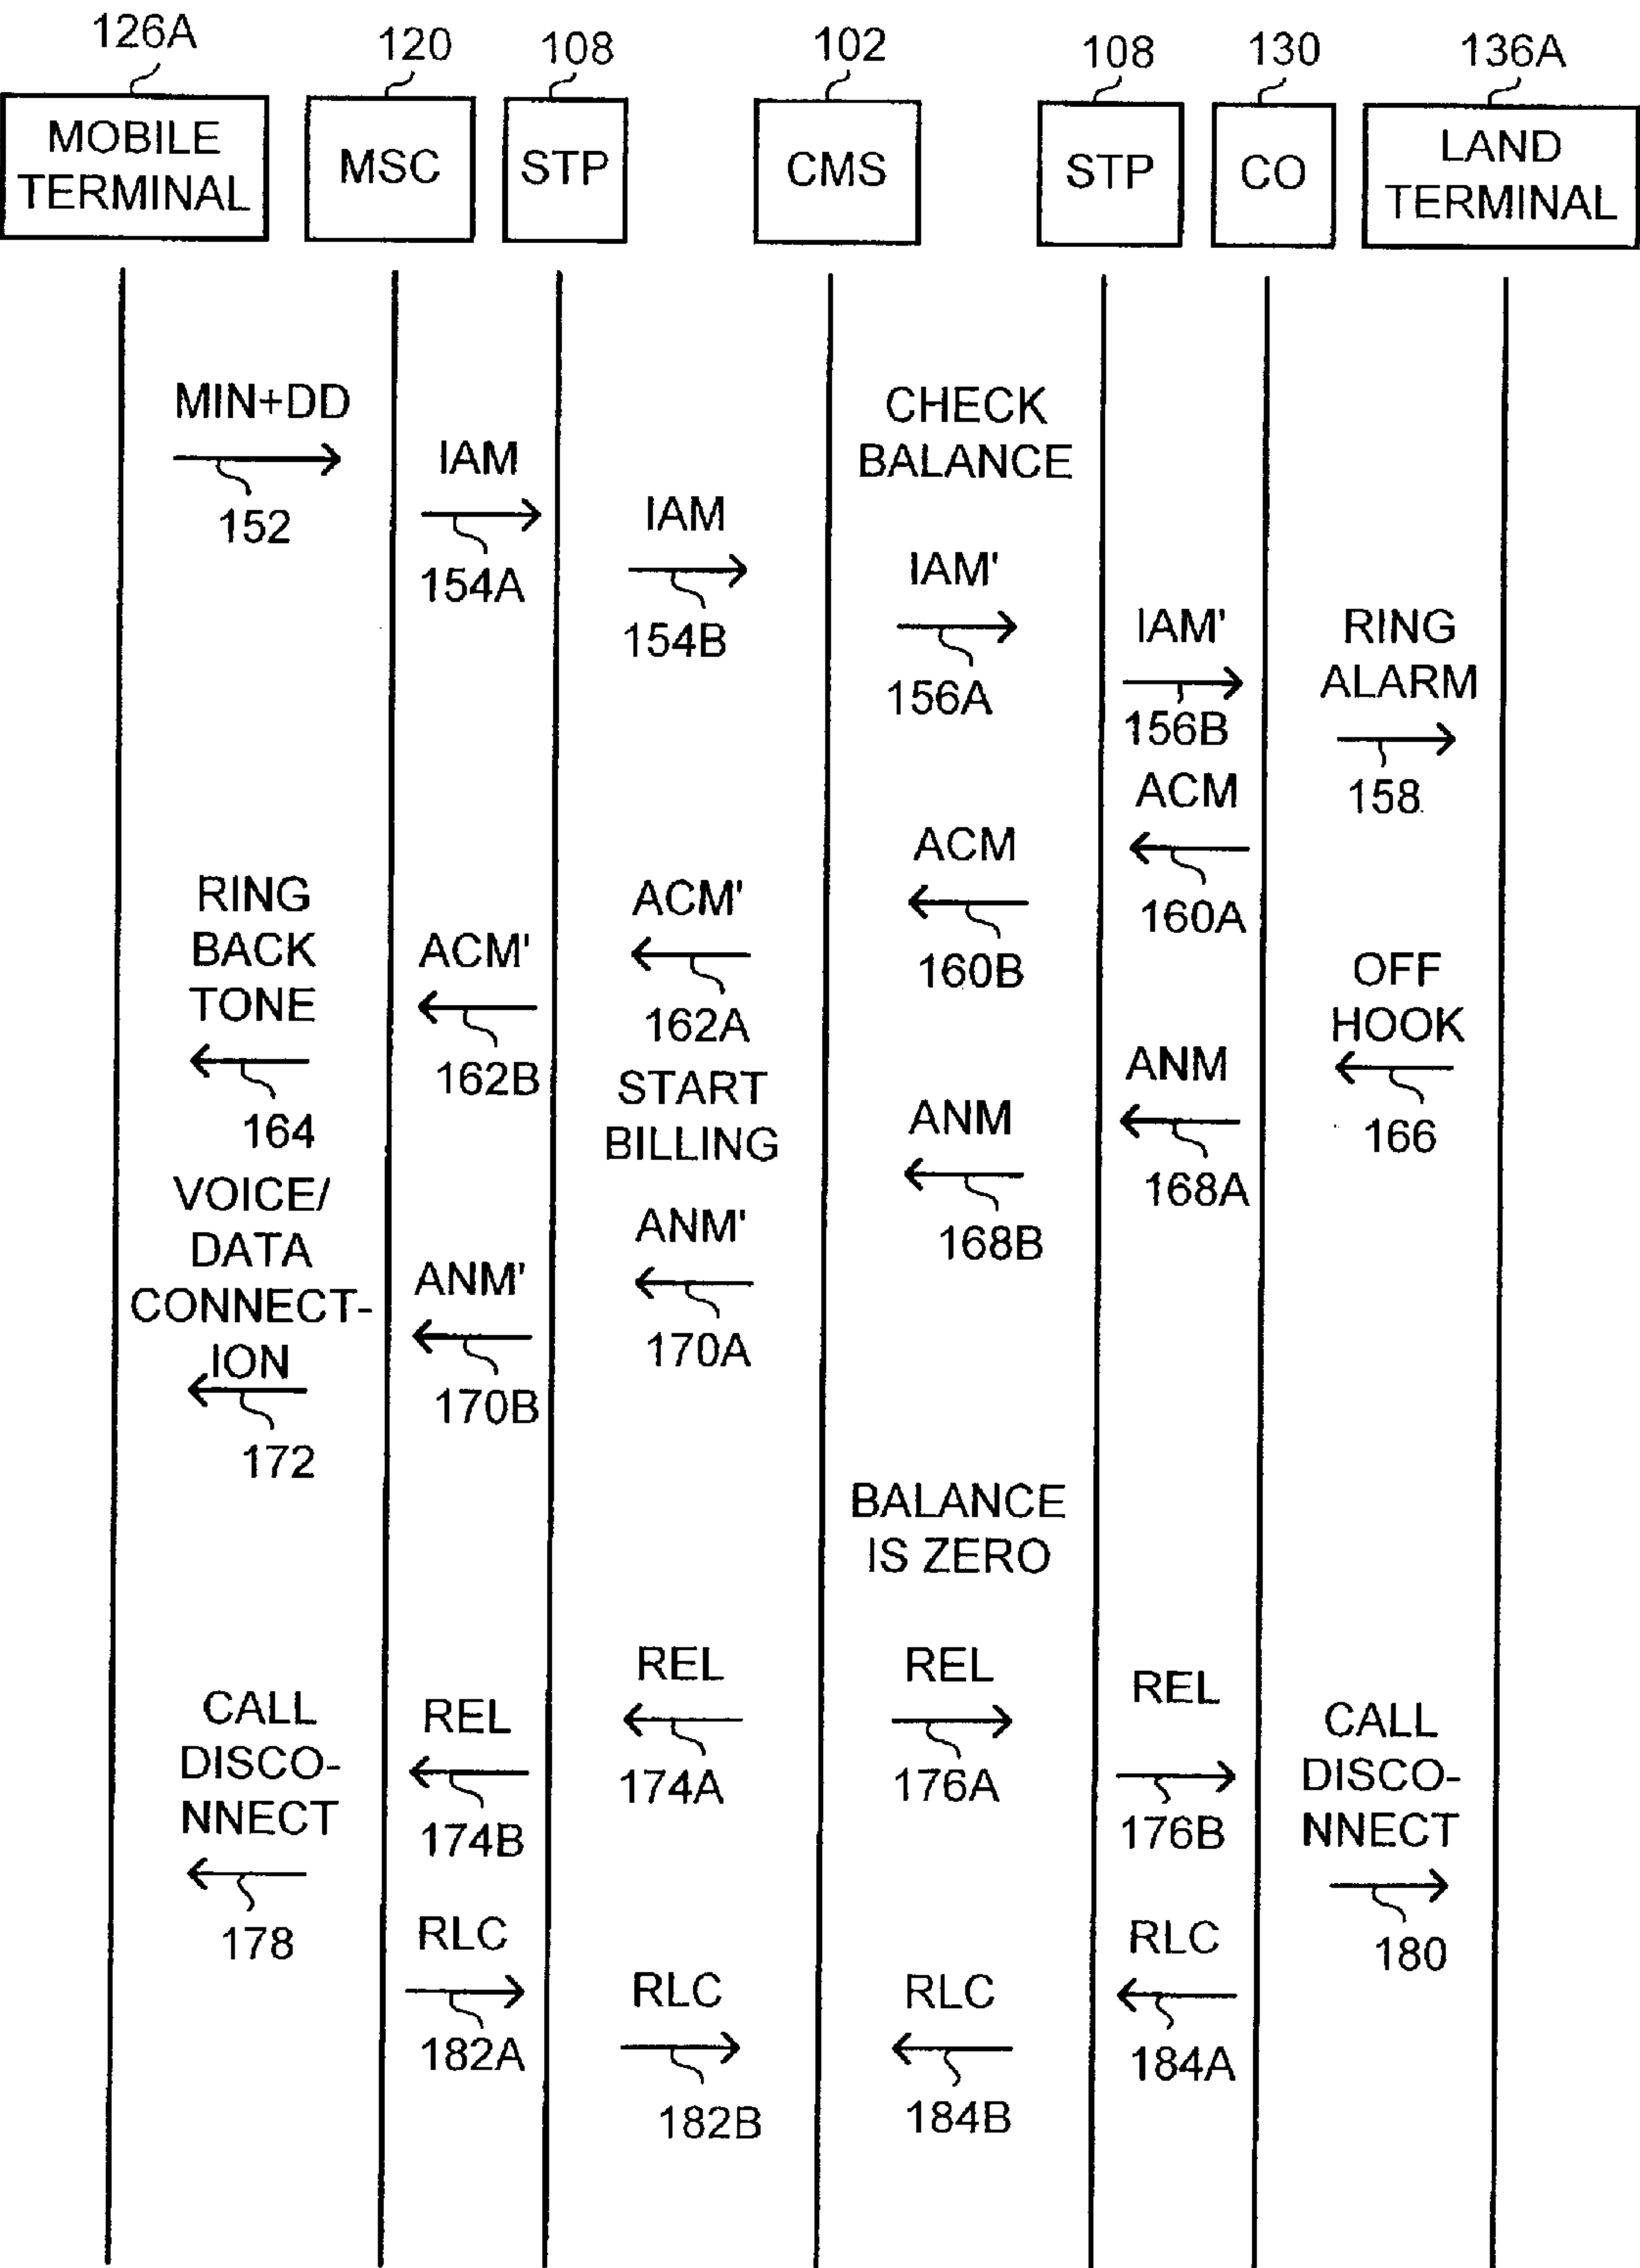 126A
120
108
102
108
130
136A
MOBILE
TERMINAL
MSC
STP
CMS
STP
CO
LAND
TERMINAL
MIN+DD
152
IAM
154A
IAM
154B
CHECK
BALANCE
IAM'
156A
IAM'
156B
RING
ALARM
158
ACM
160A
ACM
160B
ACM'
162A
ACM'
162B
RING
BACK
TONE
164
OFF
HOOK
166
ANM
168A
ANM
168B
START
BILLING
ANM'
170A
ANM'
170B
VOICE/
DATA
CONNECT-
ION
172
BALANCE
IS ZERO
REL
174A
REL
174B
REL
176A
REL
176B
CALL
DISCO-
NNECT
178
CALL
DISCO-
NNECT
180
RLC
182A
RLC
182B
RLC
184A
RLC
184B